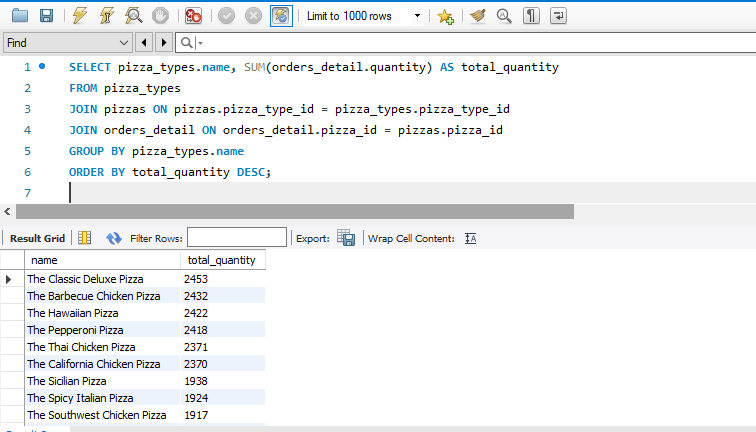 Limit to 1000 rows
Find
1 SELECT pizza_types.name, SUM(orders_detail.quantity) AS total_quantity
2 FROM pizza_types
3 JOIN pizzas ON pizzas.pizza_type_id = pizza_types.pizza_type_id
4 JOIN orders_detail ON orders_detail.pizza_id = pizzas.pizza_id
5 GROUP BY pizza_types.name
6 ORDER BY total_quantity DESC;
7
Result Grid Filter Rows: Export: Wrap Cell Content:
name total_quantity
The Classic Deluxe Pizza 2453
The Barbecue Chicken Pizza 2432
The Hawaiian Pizza 2422
The Pepperoni Pizza 2418
The Thai Chicken Pizza 2371
The California Chicken Pizza 2370
The Sicilian Pizza 1938
The Spicy Italian Pizza 1924
The Southwest Chicken Pizza 1917